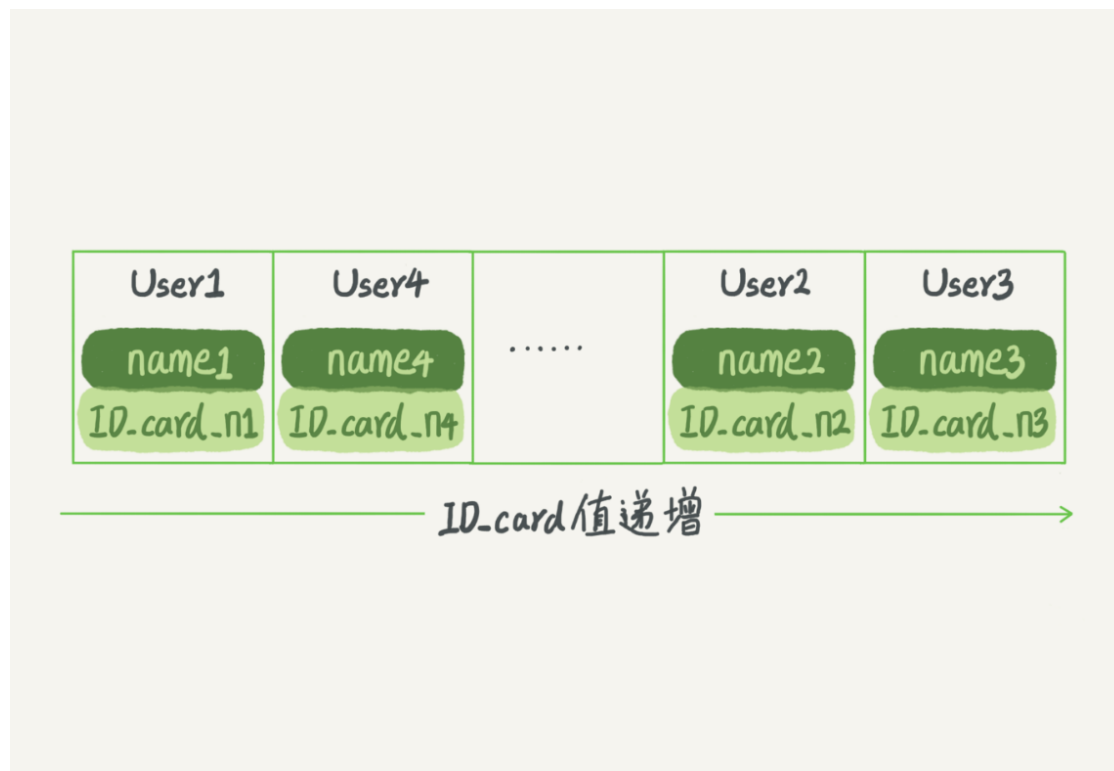 User1 User4 User2 User3
name1 name4 ...... name2 name3
ID_card_n1 ID_card_n4 ID_card_n2 ID_card_n3
ID_card值递增